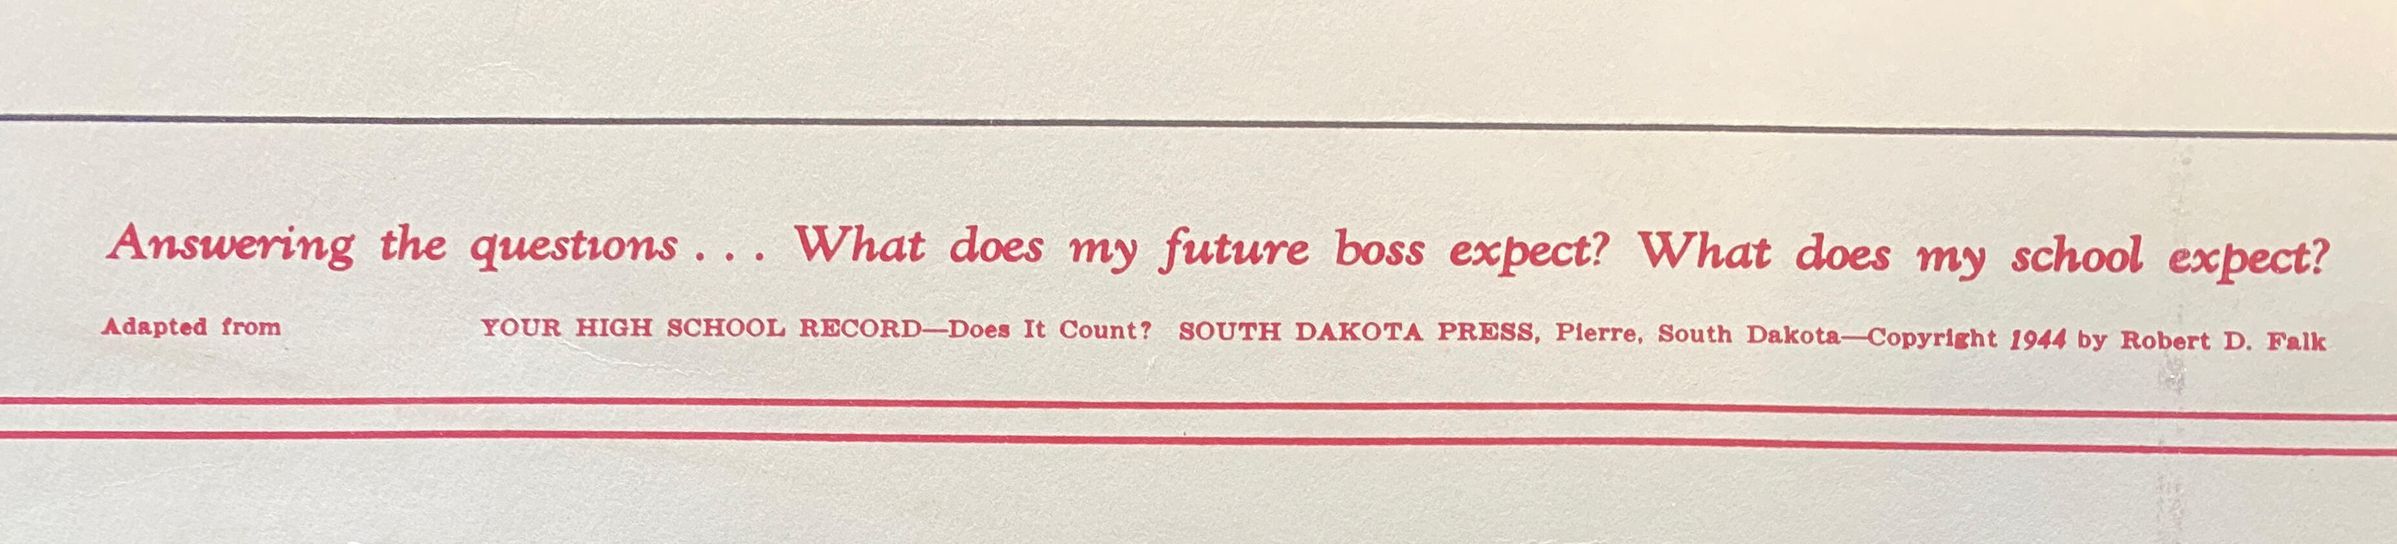 Answering the questions . . . What does my future boss expect? What does my school expect?
Adapted from YOUR HIGH SCHOOL RECORD—Does It Count? SOUTH DAKOTA PRESS, Pierre, South Dakota—Copyright 1944 by Robert D. Falk